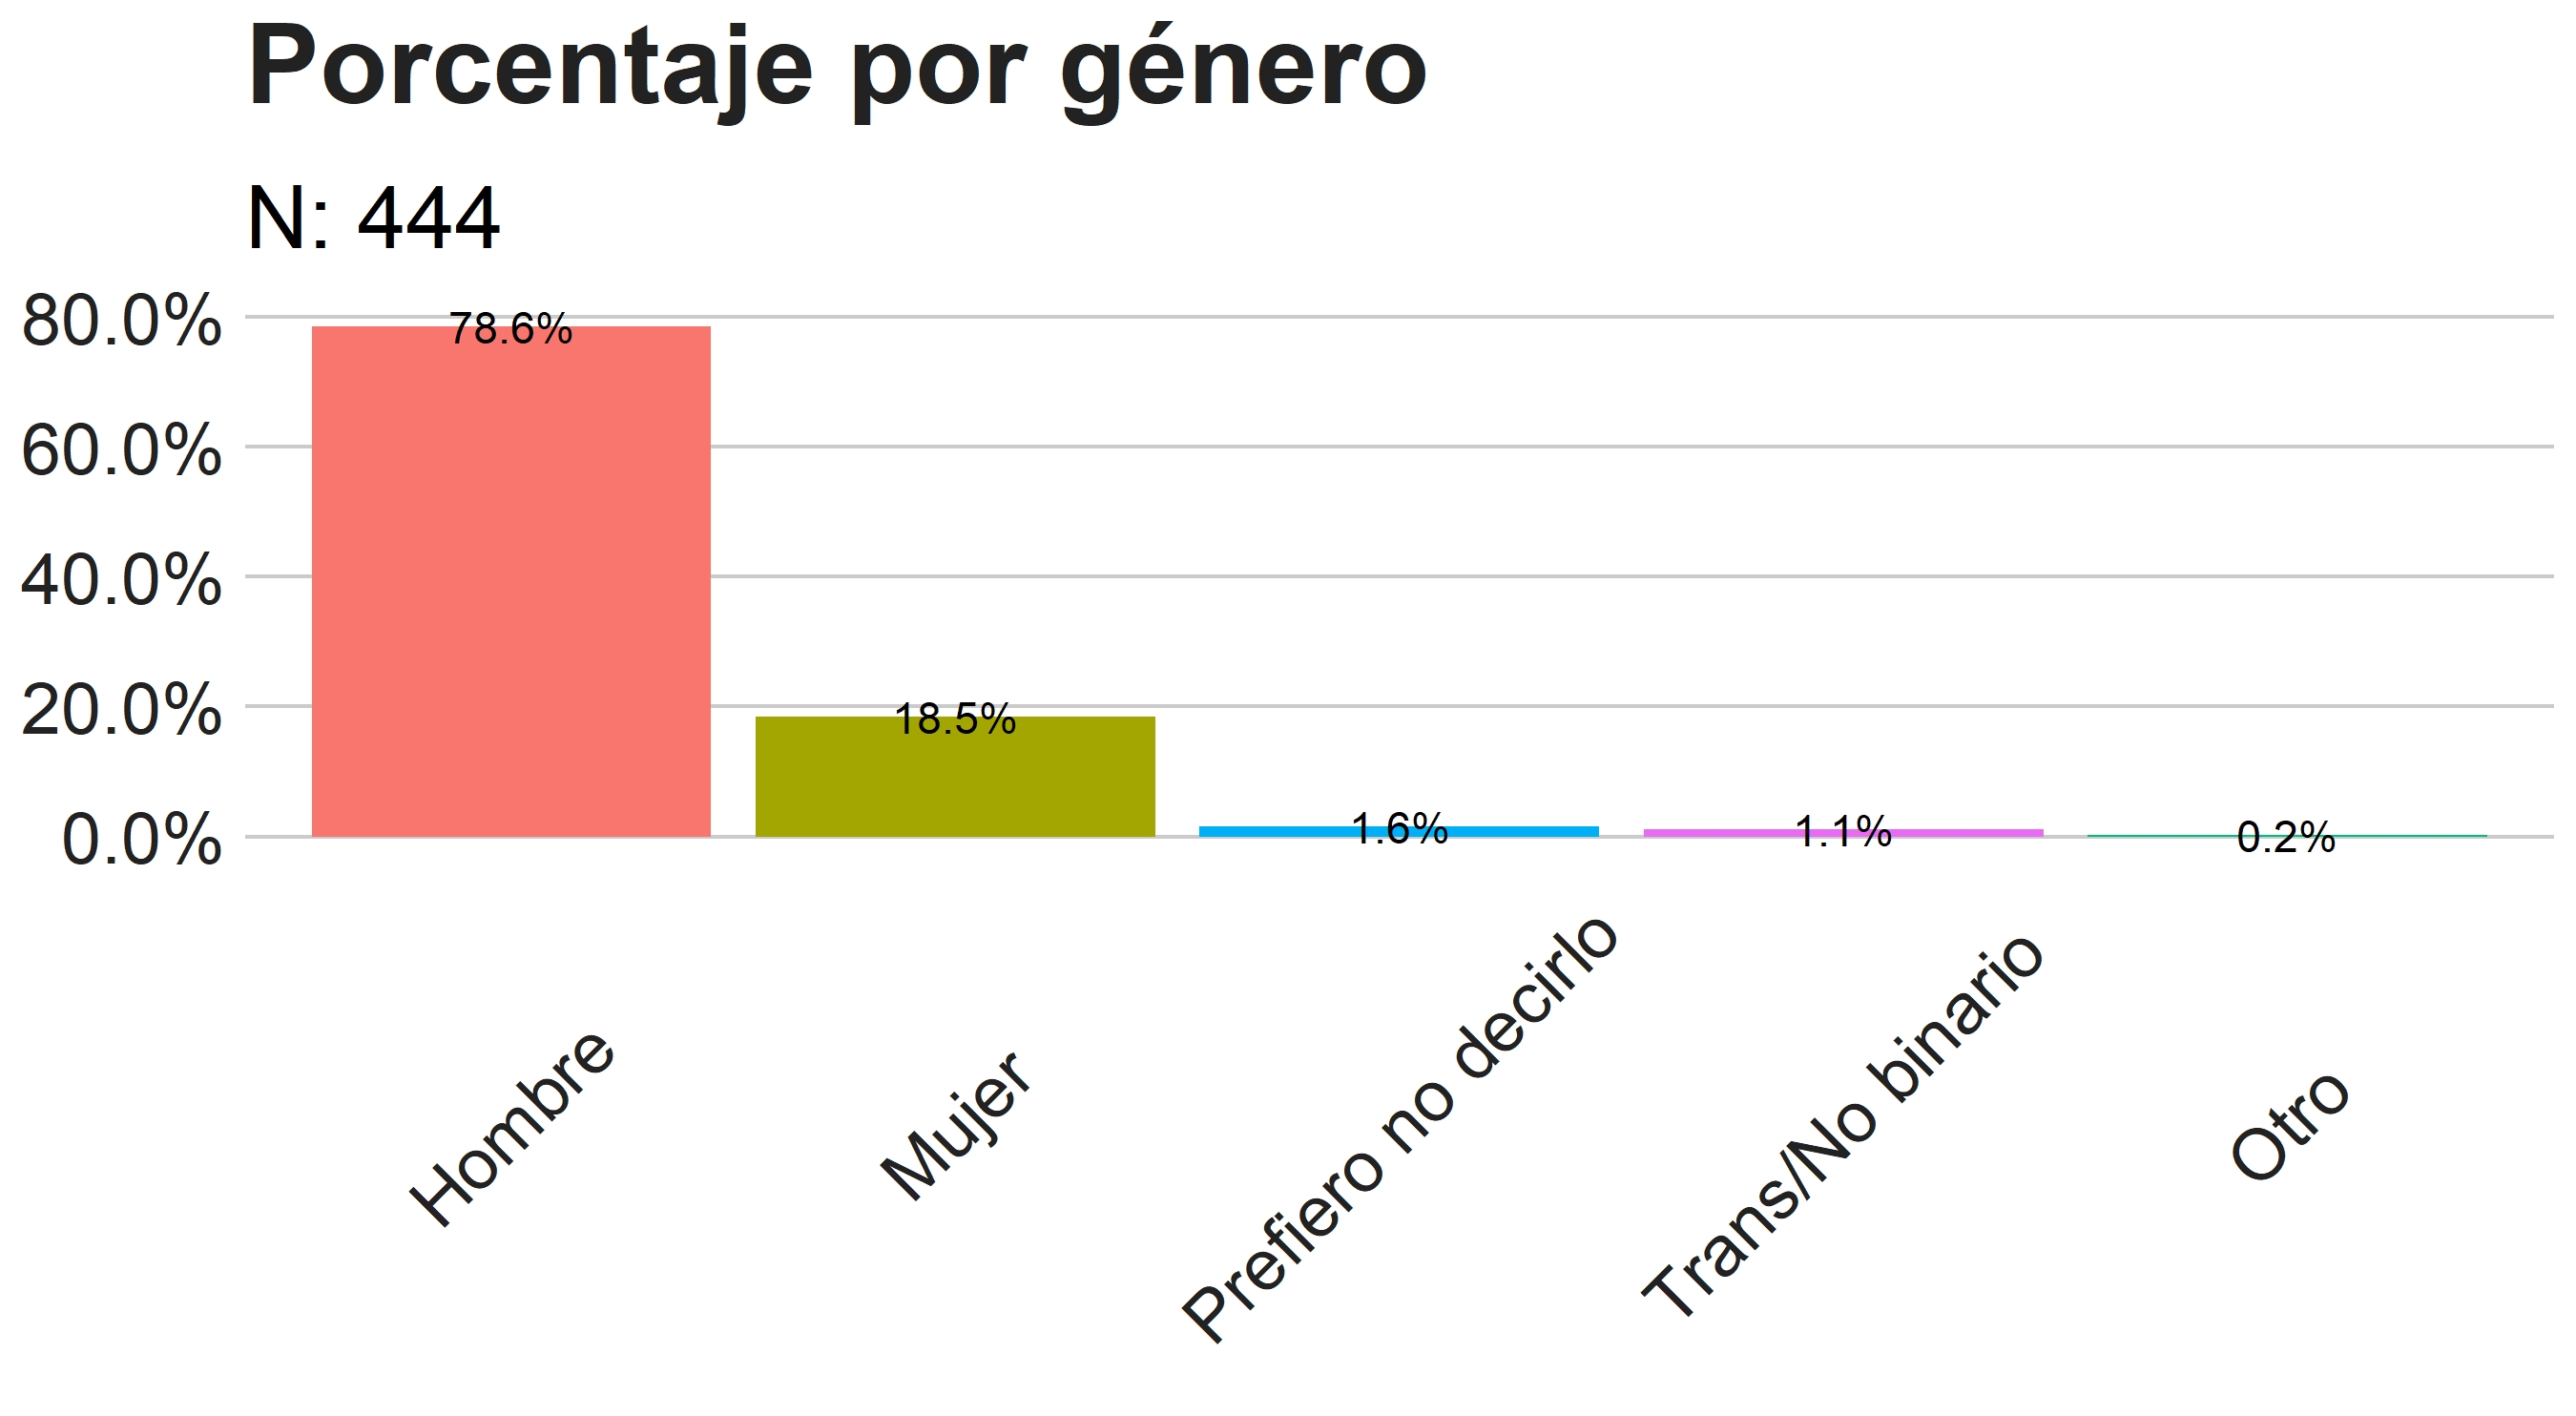 Porcentaje por género
N: 444
80.0%
60.0%
40.0%
20.0%
0.0%
78.6%
18.5%
1.6%
1.1%
0.2%
Hombre
Mujer
Prefiero no decirlo
Trans/No binario
Otro